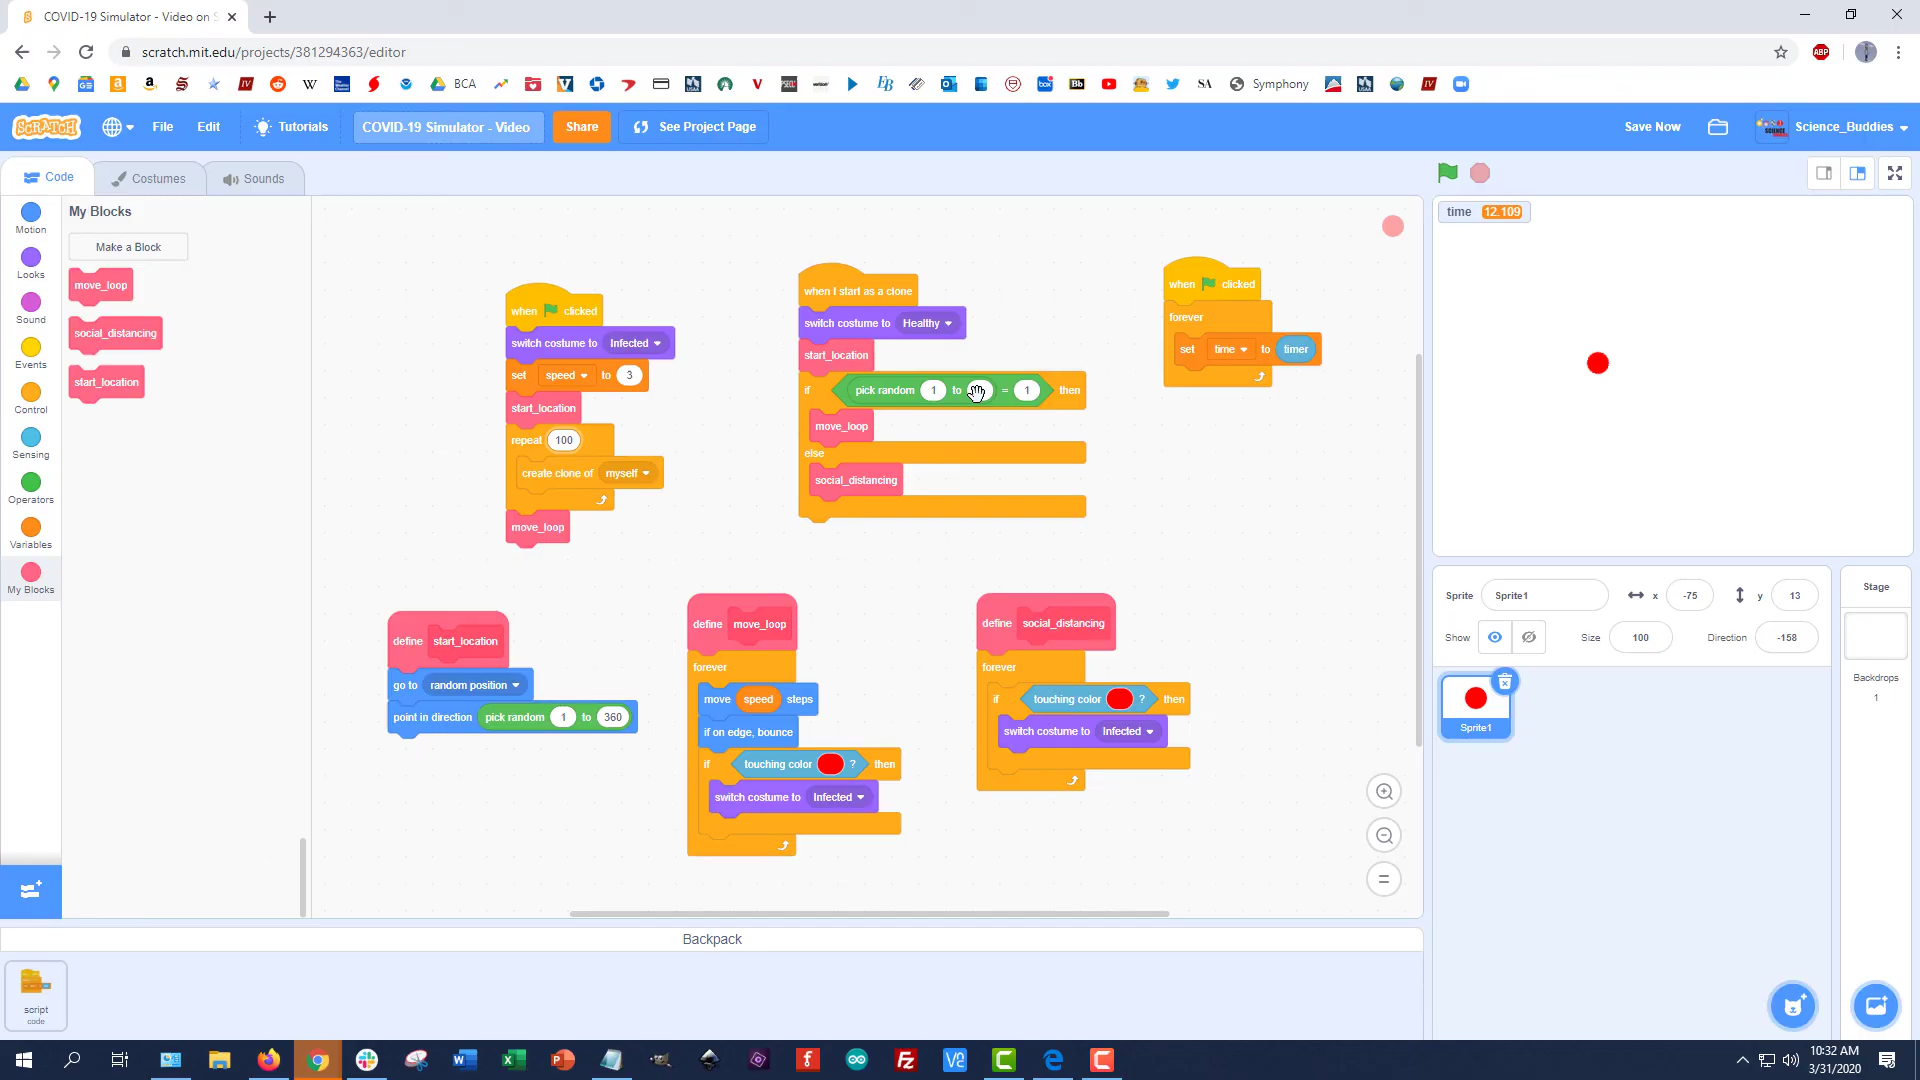 COVID-19 Simulator - Video on S
scratch.mit.edu/projects/381294363/editor
ABP
BCA
Bb
SA
Symphony
SCRATCH
File
Edit
Tutorials
COVID-19 Simulator - Video
Share
See Project Page
Save Now
Science_Buddies
Code
Costumes
Sounds
Motion
Looks
Sound
Events
Control
Sensing
Operators
Variables
My Blocks
My Blocks
Make a Block
move_loop
social_distancing
start_location
when clicked
switch costume to Infected
set speed to 3
start_location
repeat 100
create clone of myself
move_loop
when I start as a clone
switch costume to Healthy
start_location
if pick random 1 to = 1 then
move_loop
else
social_distancing
when clicked
forever
set time to timer
define start_location
go to random position
point in direction pick random 1 to 360
define move_loop
forever
move speed steps
if on edge, bounce
if touching color ? then
switch costume to Infected
define social_distancing
forever
if touching color ? then
switch costume to Infected
time 12.109
Sprite Sprite1 x -75 y 13
Show Size 100 Direction -158
Sprite1
Stage
Backdrops
1
Backpack
script
code
10:32 AM
3/31/2020